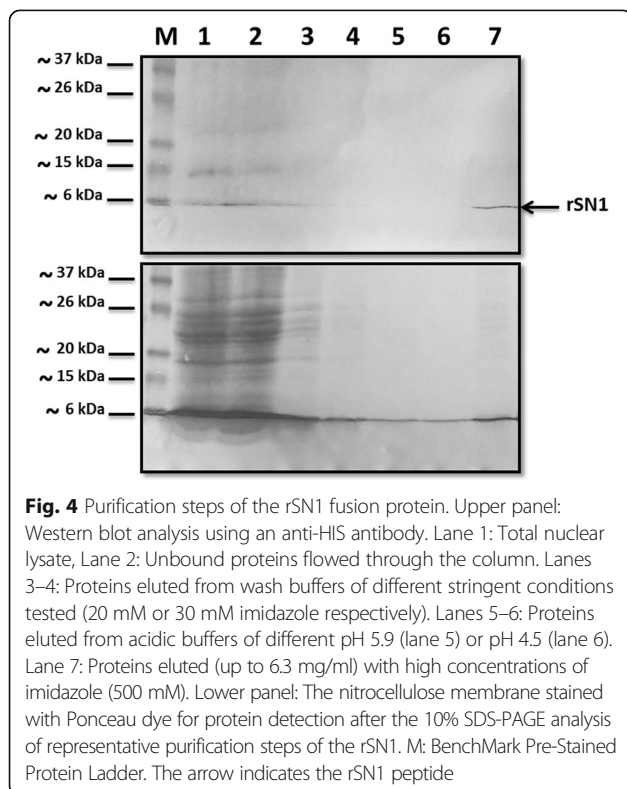 M 1 2 3 4 5 6 7
~ 37 kDa
~ 26 kDa
~ 20 kDa
~ 15 kDa
~ 6 kDa
rSN1
~ 37 kDa
~ 26 kDa
~ 20 kDa
~ 15 kDa
~ 6 kDa
Fig. 4 Purification steps of the rSN1 fusion protein. Upper panel:
Western blot analysis using an anti-HIS antibody. Lane 1: Total nuclear
lysate, Lane 2: Unbound proteins flowed through the column. Lanes
3–4: Proteins eluted from wash buffers of different stringent conditions
tested (20 mM or 30 mM imidazole respectively). Lanes 5–6: Proteins
eluted from acidic buffers of different pH 5.9 (lane 5) or pH 4.5 (lane 6).
Lane 7: Proteins eluted (up to 6.3 mg/ml) with high concentrations of
imidazole (500 mM). Lower panel: The nitrocellulose membrane stained
with Ponceau dye for protein detection after the 10% SDS-PAGE analysis
of representative purification steps of the rSN1. M: BenchMark Pre-Stained
Protein Ladder. The arrow indicates the rSN1 peptide